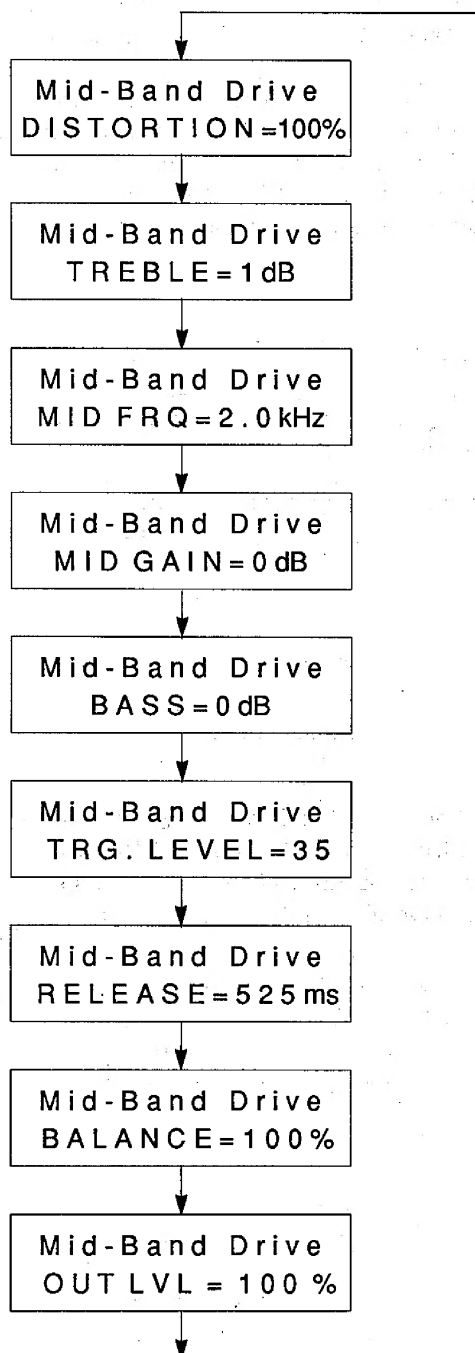 Mid-Band Drive
DISTORTION=100%
Mid-Band Drive
TREBLE=1dB
Mid-Band Drive
MID FRQ=2.0kHz
Mid-Band Drive
MID GAIN=0dB
Mid-Band Drive
BASS=0dB
Mid-Band Drive
TRG. LEVEL=35
Mid-Band Drive
RELEASE=525ms
Mid-Band Drive
BALANCE=100%
Mid-Band Drive
OUT LVL = 100 %